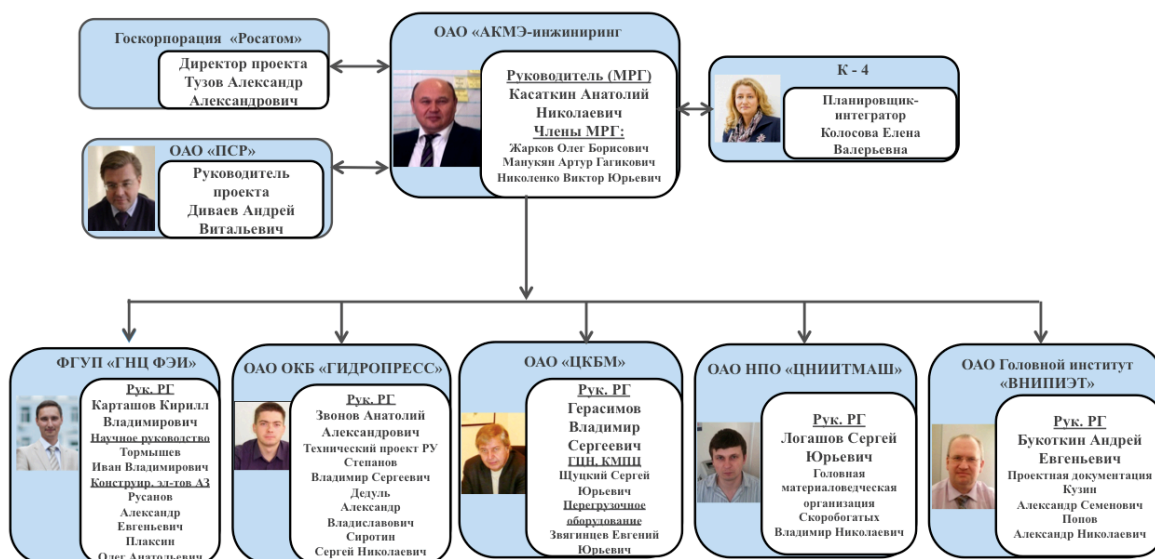 Госкорпорация «Росатом»
Директор проекта
Тузов Александр
Александрович
ОАО «ПСР»
Руководитель
проекта
Диваев Андрей
Витальевич
ОАО «АКМЭ-инжиниринг
Руководитель (МРГ)
Касаткин Анатолий
Николаевич
Члены МРГ:
Жарков Олег Борисович
Манукян Артур Гагикович
Николенко Виктор Юрьевич
К - 4
Планировщик-
интегратор
Колосова Елена
Валерьевна
ФГУП «ГНЦ ФЭИ»
Рук. РГ
Карташов Кирилл
Владимирович
Научное руководство
Тормышев
Иван Владимирович
Конструир. эл-тов АЗ
Русанов
Александр
Евгеньевич
Плаксин
Олег Анатольевич
ОАО ОКБ «ГИДРОПРЕСС»
Рук. РГ
Звонов Анатолий
Александрович
Технический проект РУ
Степанов
Владимир Сергеевич
Дедуль
Александр
Владиславович
Сиротин
Сергей Николаевич
ОАО «ЦКБМ»
Рук. РГ
Герасимов
Владимир
Сергеевич
ГЦН, КМПЦ
Щуцкий Сергей
Юрьевич
Перегрузочное
оборудование
Звягинцев Евгений
Юрьевич
ОАО НПО «ЦНИИТМАШ»
Рук. РГ
Логашов Сергей
Юрьевич
Головная
материаловедческая
организация
Скоробогатых
Владимир Николаевич
ОАО Головной институт
«ВНИПИЭТ»
Рук. РГ
Букоткин Андрей
Евгеньевич
Проектная документация
Кузин
Александр Семенович
Попов
Александр Николаевич